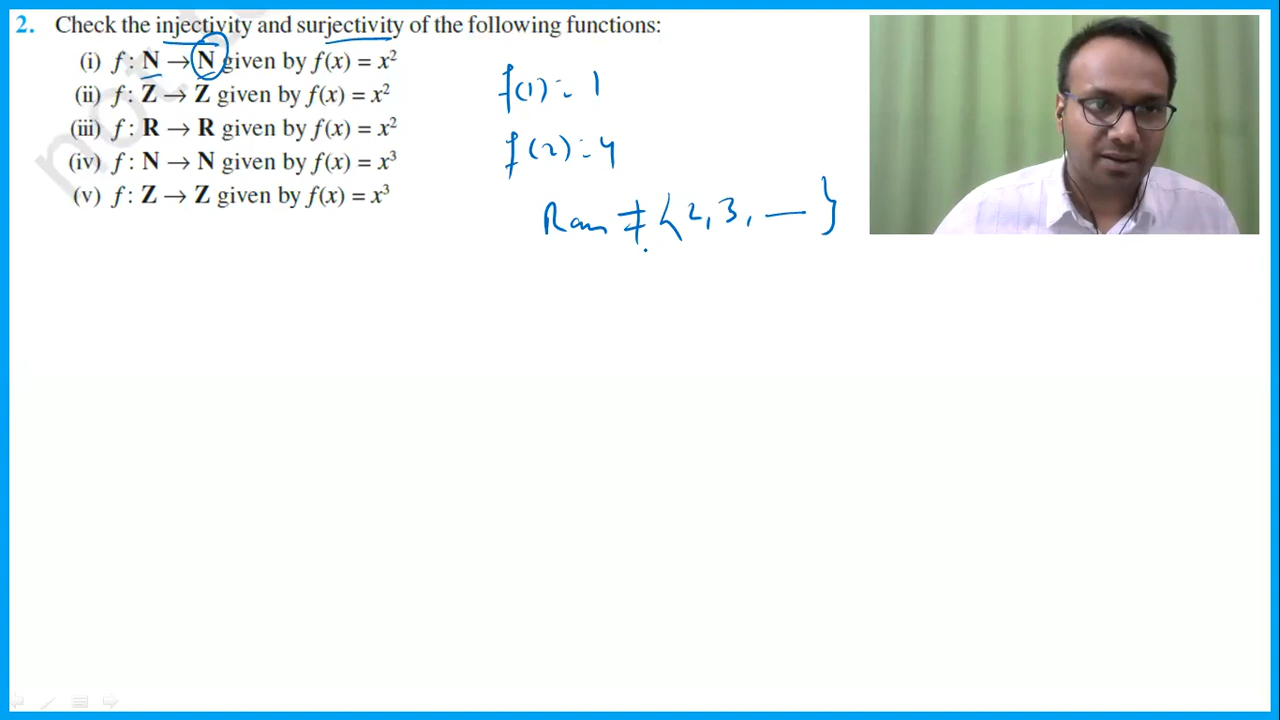 2. Check the injectivity and surjectivity of the following functions:
(i) f : N → N given by f(x) = x²
(ii) f : Z → Z given by f(x) = x²
(iii) f : R → R given by f(x) = x²
(iv) f : N → N given by f(x) = x³
(v) f : Z → Z given by f(x) = x³
f(1) = 1
f(2) = 4
≠ { 2, 3, — }
not